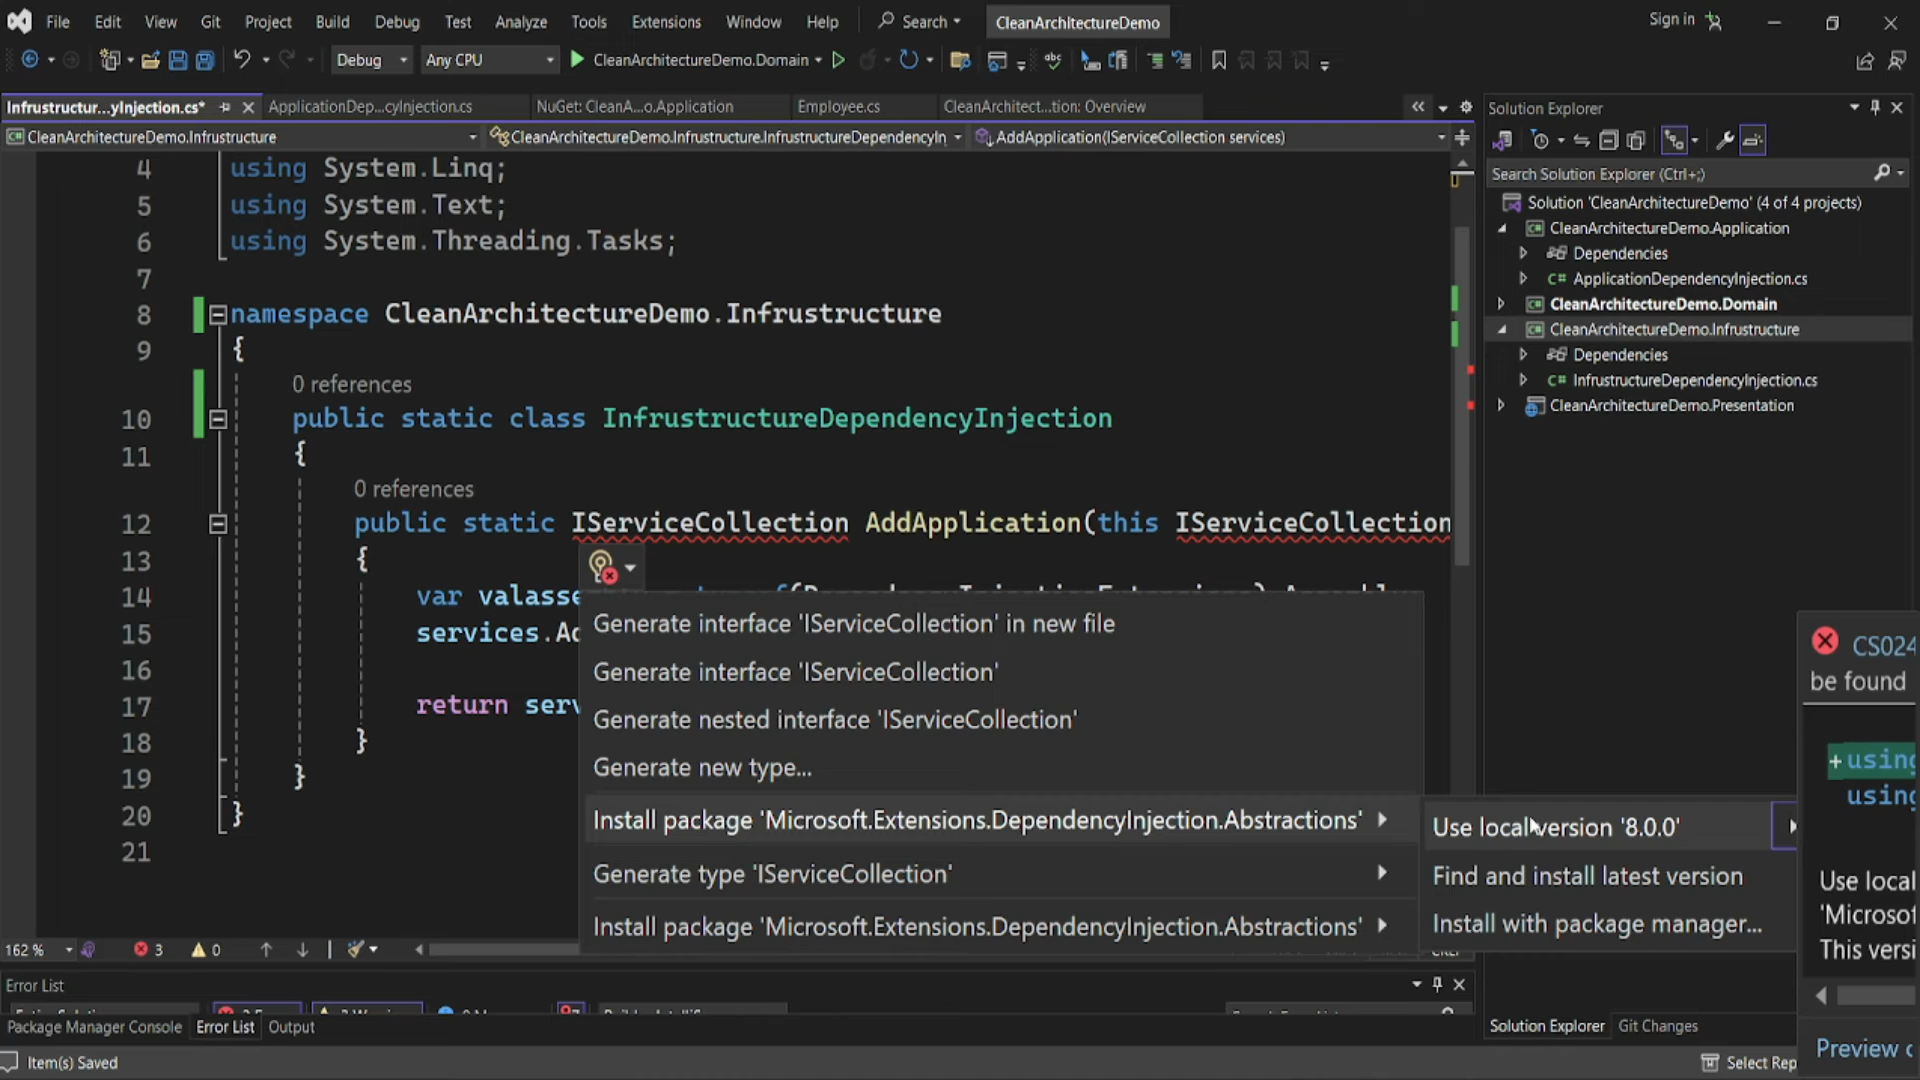 File Edit View Git Project Build Debug Test Analyze Tools Extensions Window Help Search CleanArchitectureDemo Sign in
Debug Any CPU CleanArchitectureDemo.Domain
Infrustructur...yInjection.cs* ApplicationDep...cyInjection.cs NuGet: CleanA...o.Application Employee.cs CleanArchitect...tion: Overview
CleanArchitectureDemo.Infrustructure CleanArchitectureDemo.Infrustructure.InfrustructureDependencyIn AddApplication(IServiceCollection services)
4 using System.Linq;
5 using System.Text;
6 using System.Threading.Tasks;
7
8 namespace CleanArchitectureDemo.Infrustructure
9 {
0 references
10 public static class InfrustructureDependencyInjection
11 {
0 references
12 public static IServiceCollection AddApplication(this IServiceCollection
13 {
14 var valasse
15 services.Ad
16
17 return serv
18 }
19 }
20 }
21
Generate interface 'IServiceCollection' in new file
Generate interface 'IServiceCollection'
Generate nested interface 'IServiceCollection'
Generate new type...
Install package 'Microsoft.Extensions.DependencyInjection.Abstractions'
Generate type 'IServiceCollection'
Install package 'Microsoft.Extensions.DependencyInjection.Abstractions'
Use local version '8.0.0'
Find and install latest version
Install with package manager...
CS024
be found
+using
using
Use local
'Microsof
This versi
Preview c
162 % 3 0
Error List
Package Manager Console Error List Output
Item(s) Saved
Solution Explorer
Search Solution Explorer (Ctrl+;)
Solution 'CleanArchitectureDemo' (4 of 4 projects)
CleanArchitectureDemo.Application
Dependencies
C# ApplicationDependencyInjection.cs
CleanArchitectureDemo.Domain
CleanArchitectureDemo.Infrustructure
Dependencies
C# InfrustructureDependencyInjection.cs
CleanArchitectureDemo.Presentation
Solution Explorer Git Changes
Select Rep